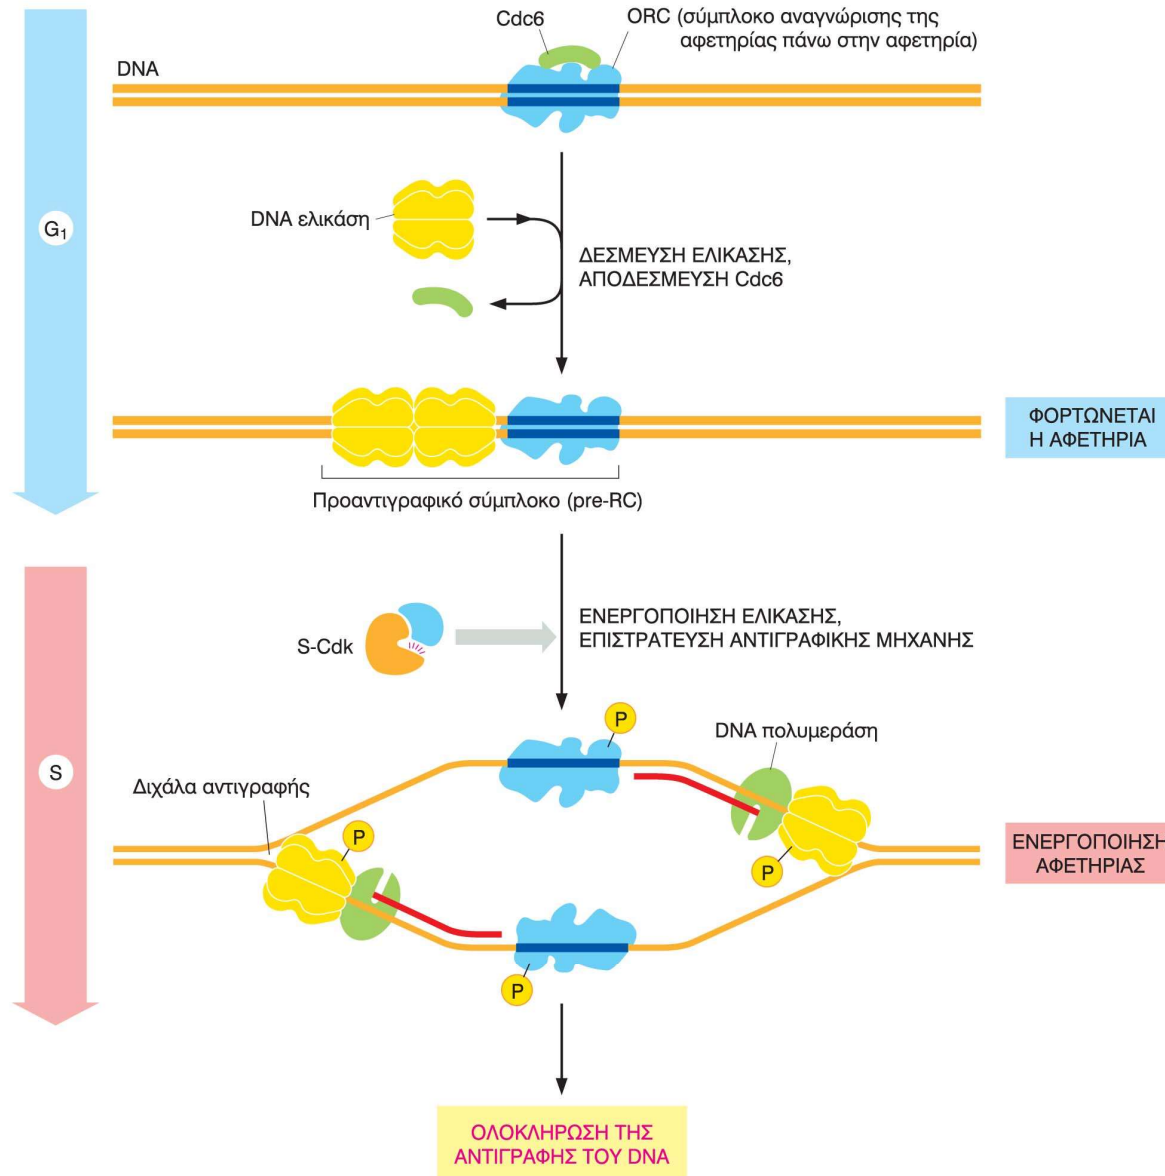 Cdc6
ORC (σύμπλοκο αναγνώρισης της
αφετηρίας πάνω στην αφετηρία)
DNA
G1
DNA ελικάση
ΔΕΣΜΕΥΣΗ ΕΛΙΚΑΣΗΣ,
ΑΠΟΔΕΣΜΕΥΣΗ Cdc6
ΦΟΡΤΩΝΕΤΑΙ
Η ΑΦΕΤΗΡΙΑ
Προαντιγραφικό σύμπλοκο (pre-RC)
S-Cdk
ΕΝΕΡΓΟΠΟΙΗΣΗ ΕΛΙΚΑΣΗΣ,
ΕΠΙΣΤΡΑΤΕΥΣΗ ΑΝΤΙΓΡΑΦΙΚΗΣ ΜΗΧΑΝΗΣ
P
DNA πολυμεράση
S
Διχάλα αντιγραφής
P
P
ΕΝΕΡΓΟΠΟΙΗΣΗ
ΑΦΕΤΗΡΙΑΣ
P
ΟΛΟΚΛΗΡΩΣΗ ΤΗΣ
ΑΝΤΙΓΡΑΦΗΣ ΤΟΥ DNA